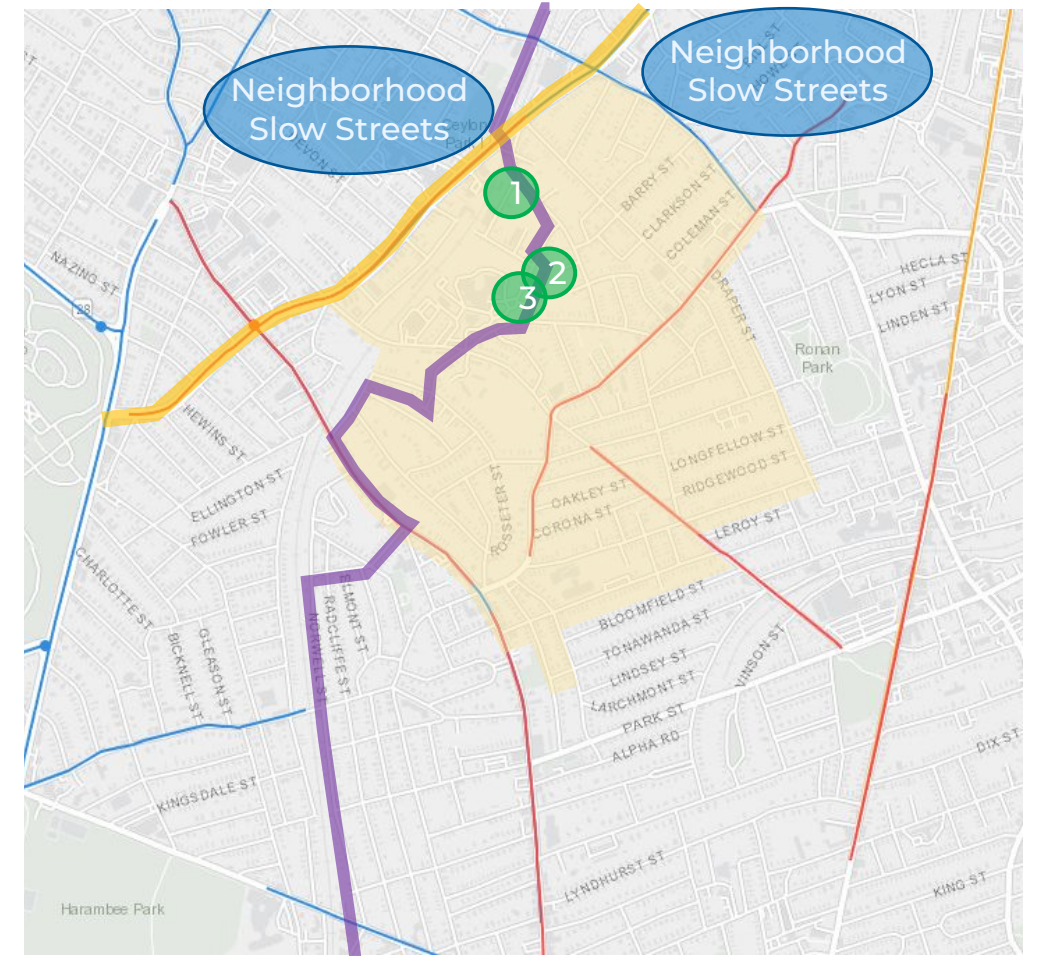 Neighborhood
Slow Streets
Neighborhood
Slow Streets
Ceylon
Park
1
BARRY ST
CLARKSON ST
COLEMAN ST
NAZING ST
28
2
3
HECLA ST
LYON ST
LINDEN ST
DRAPER ST
Ronan
Park
HEWINS ST
LONGFELLOW ST
RIDGEWOOD ST
ELLINGTON ST
FOWLER ST
ROSSETER ST
OAKLEY ST
CORONA ST
LEROY ST
CHARLOTTE ST
ELMONT ST
RADCLIFFE ST
NORWELL ST
BLOOMFIELD ST
TONAWANDA ST
LINDSEY ST
LARCHMONT ST
PARK ST
ALPHA RD
VINSON ST
GLEASON ST
BICKNELL ST
DIX ST
KINGSDALE ST
LYNDHURST ST
KING ST
Harambee Park